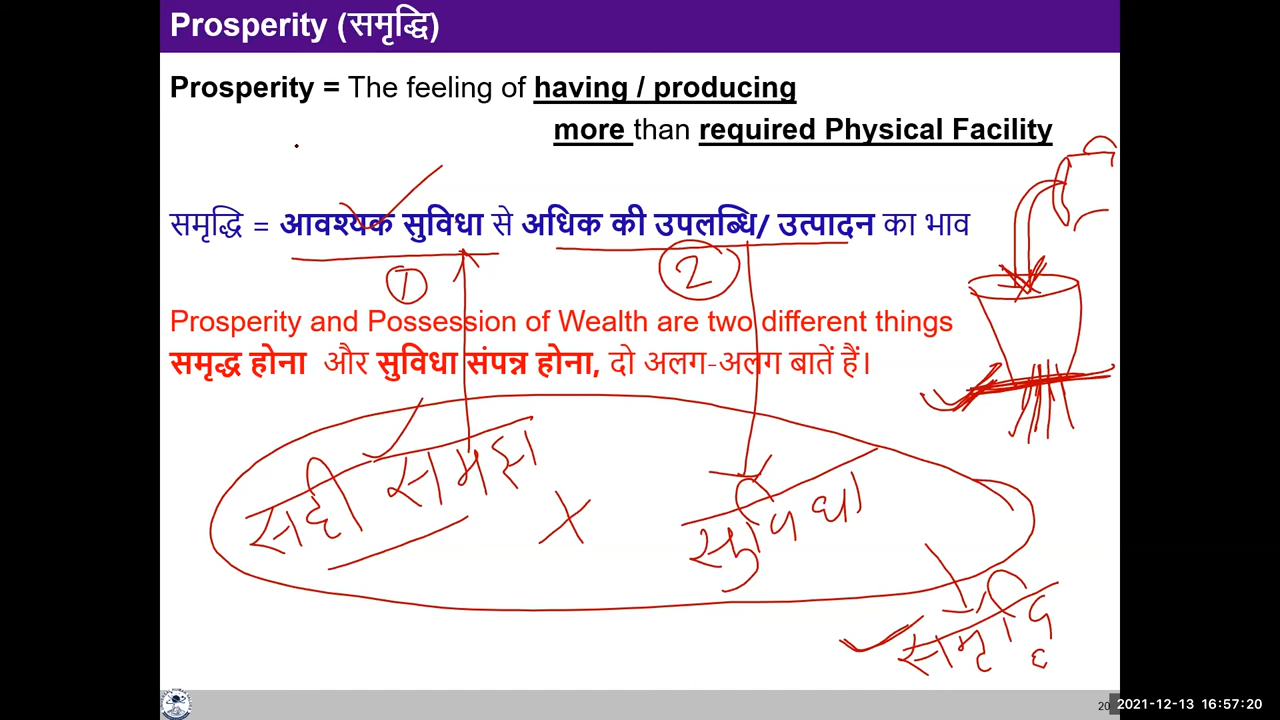 Prosperity (समृद्धि)
Prosperity = The feeling of having / producing
more than required Physical Facility
समृद्धि = आवश्यक सुविधा से अधिक की उपलब्धि/ उत्पादन का भाव
1
2
Prosperity and Possession of Wealth are two different things
समृद्ध होना और सुविधा संपन्न होना, दो अलग-अलग बातें हैं।
सही समझ X सुविधा
समृद्धि
20
2021-12-13 16:57:20